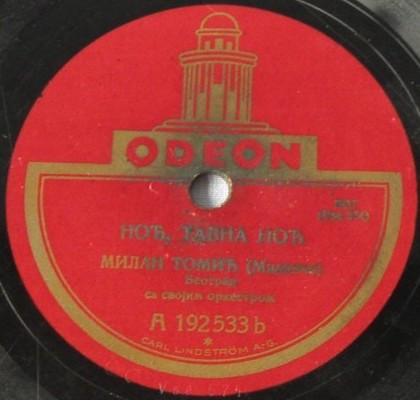 ODEON
НОЋ, ТАВНА НОЋ
МИЛАН ТОМИЋ
Београд
са својим оркестром
A 192533 b
*
CARL LINDSTRÖM A.-G.